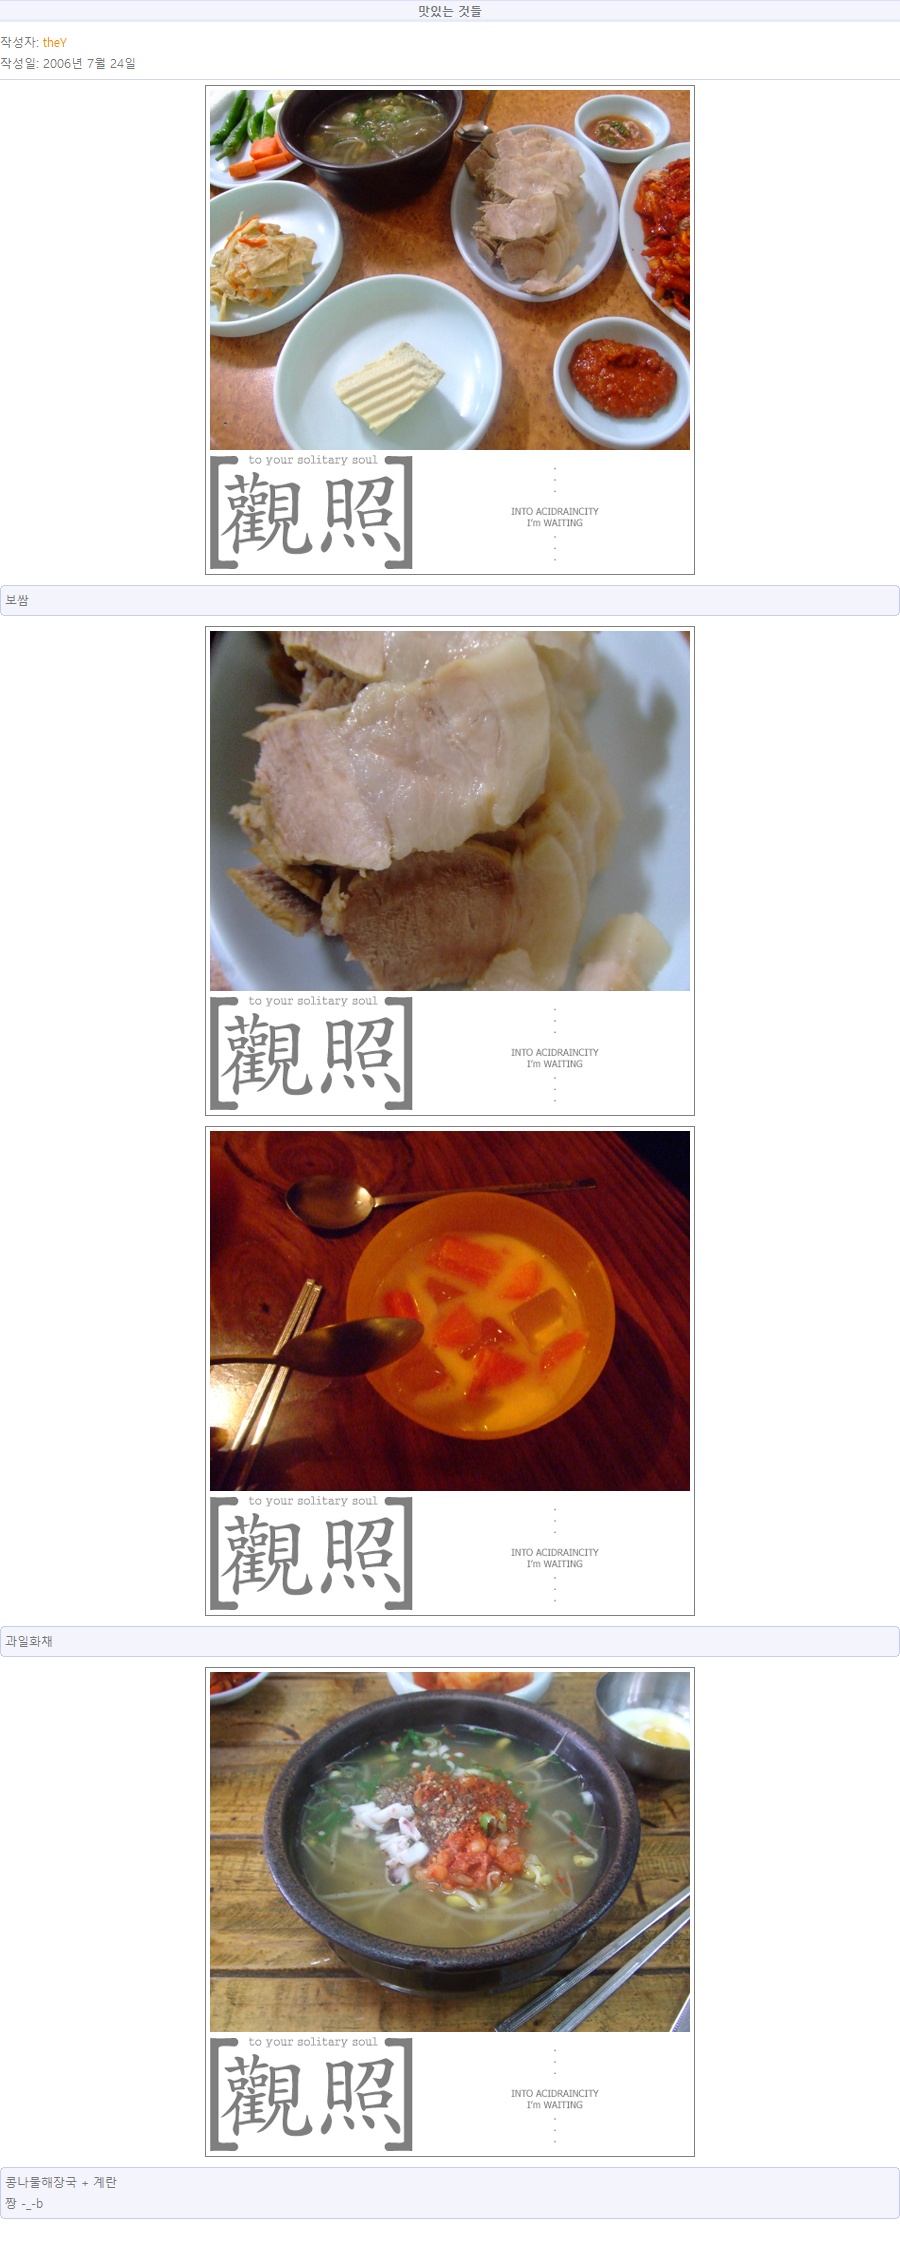 맛있는 것들
작성자: theY
작성일: 2006년 7월 24일
to your solitary soul
[觀照]
INTO ACIDRAINCITY
I'm WAITING
보쌈
to your solitary soul
[觀照]
INTO ACIDRAINCITY
I'm WAITING
to your solitary soul
[觀照]
INTO ACIDRAINCITY
I'm WAITING
과일화채
to your solitary soul
[觀照]
INTO ACIDRAINCITY
I'm WAITING
콩나물해장국 + 계란
짱 -_-b